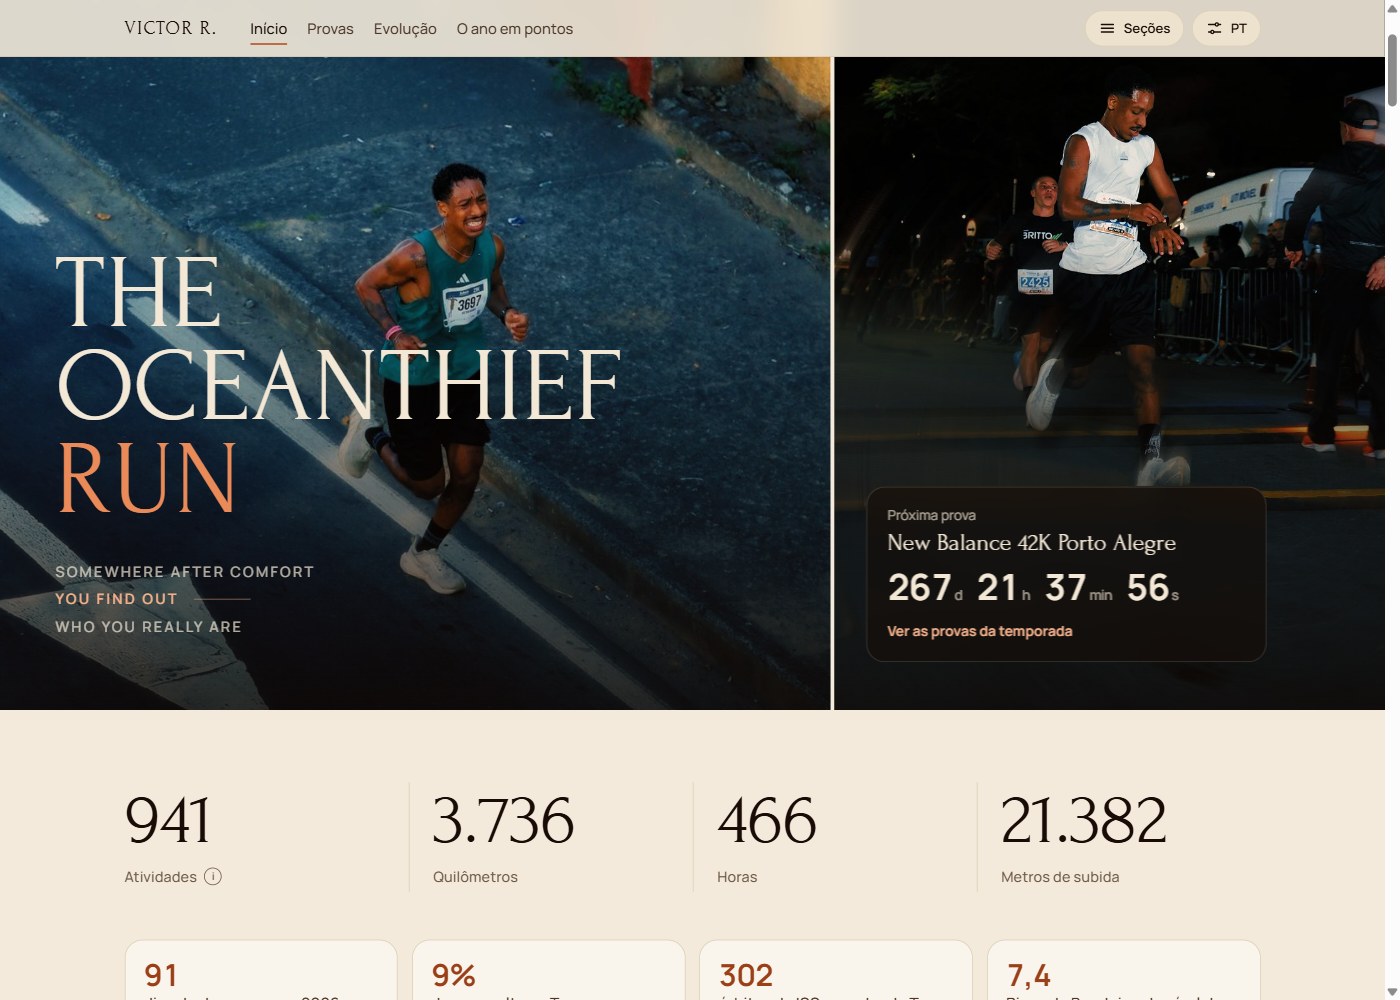 VICTOR R.
Início
Provas
Evolução
O ano em pontos
Seções
PT
THE
OCEANTHIEF
RUN
SOMEWHERE AFTER COMFORT
YOU FIND OUT
WHO YOU REALLY ARE
3697
BRITTO
2425
Próxima prova
New Balance 42K Porto Alegre
267 d 21 h 37 min 56 s
Ver as provas da temporada
941
Atividades
3.736
Quilômetros
466
Horas
21.382
Metros de subida
91
9%
302
7,4